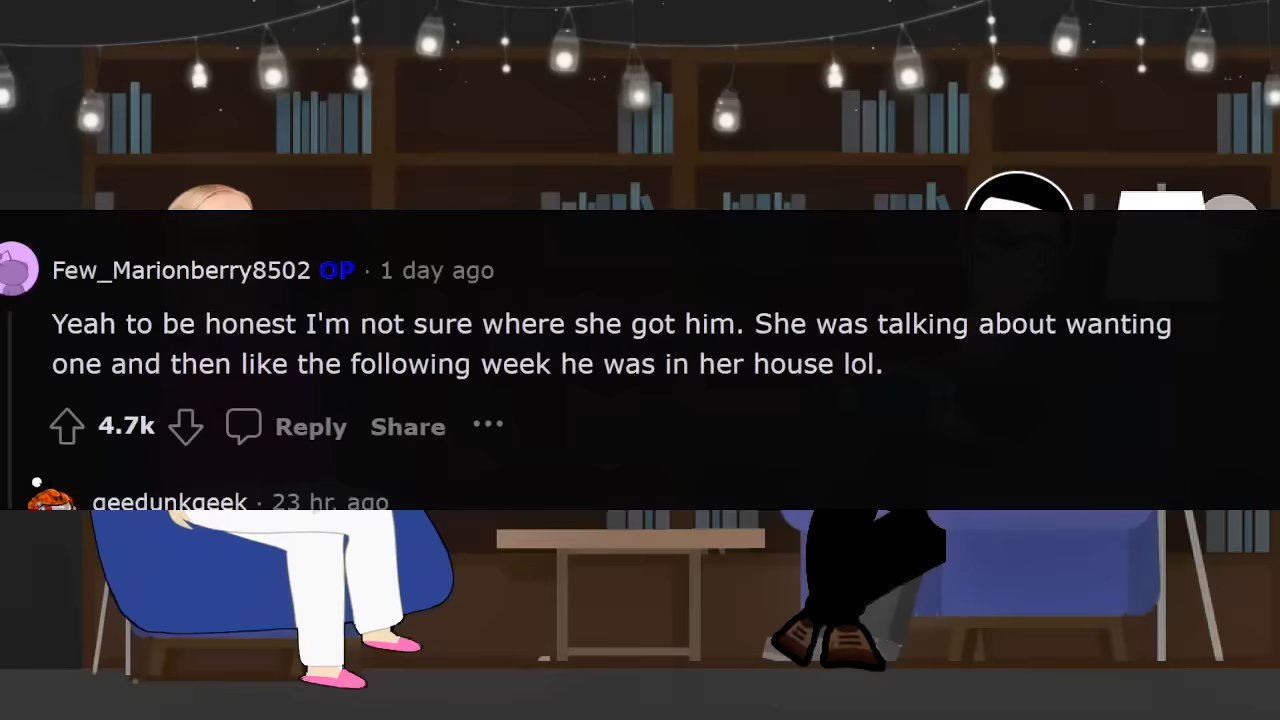 Few_Marionberry8502 OP · 1 day ago
Yeah to be honest I'm not sure where she got him. She was talking about wanting
one and then like the following week he was in her house lol.
4.7k Reply Share ···
geedunkgeek · 23 hr. ago